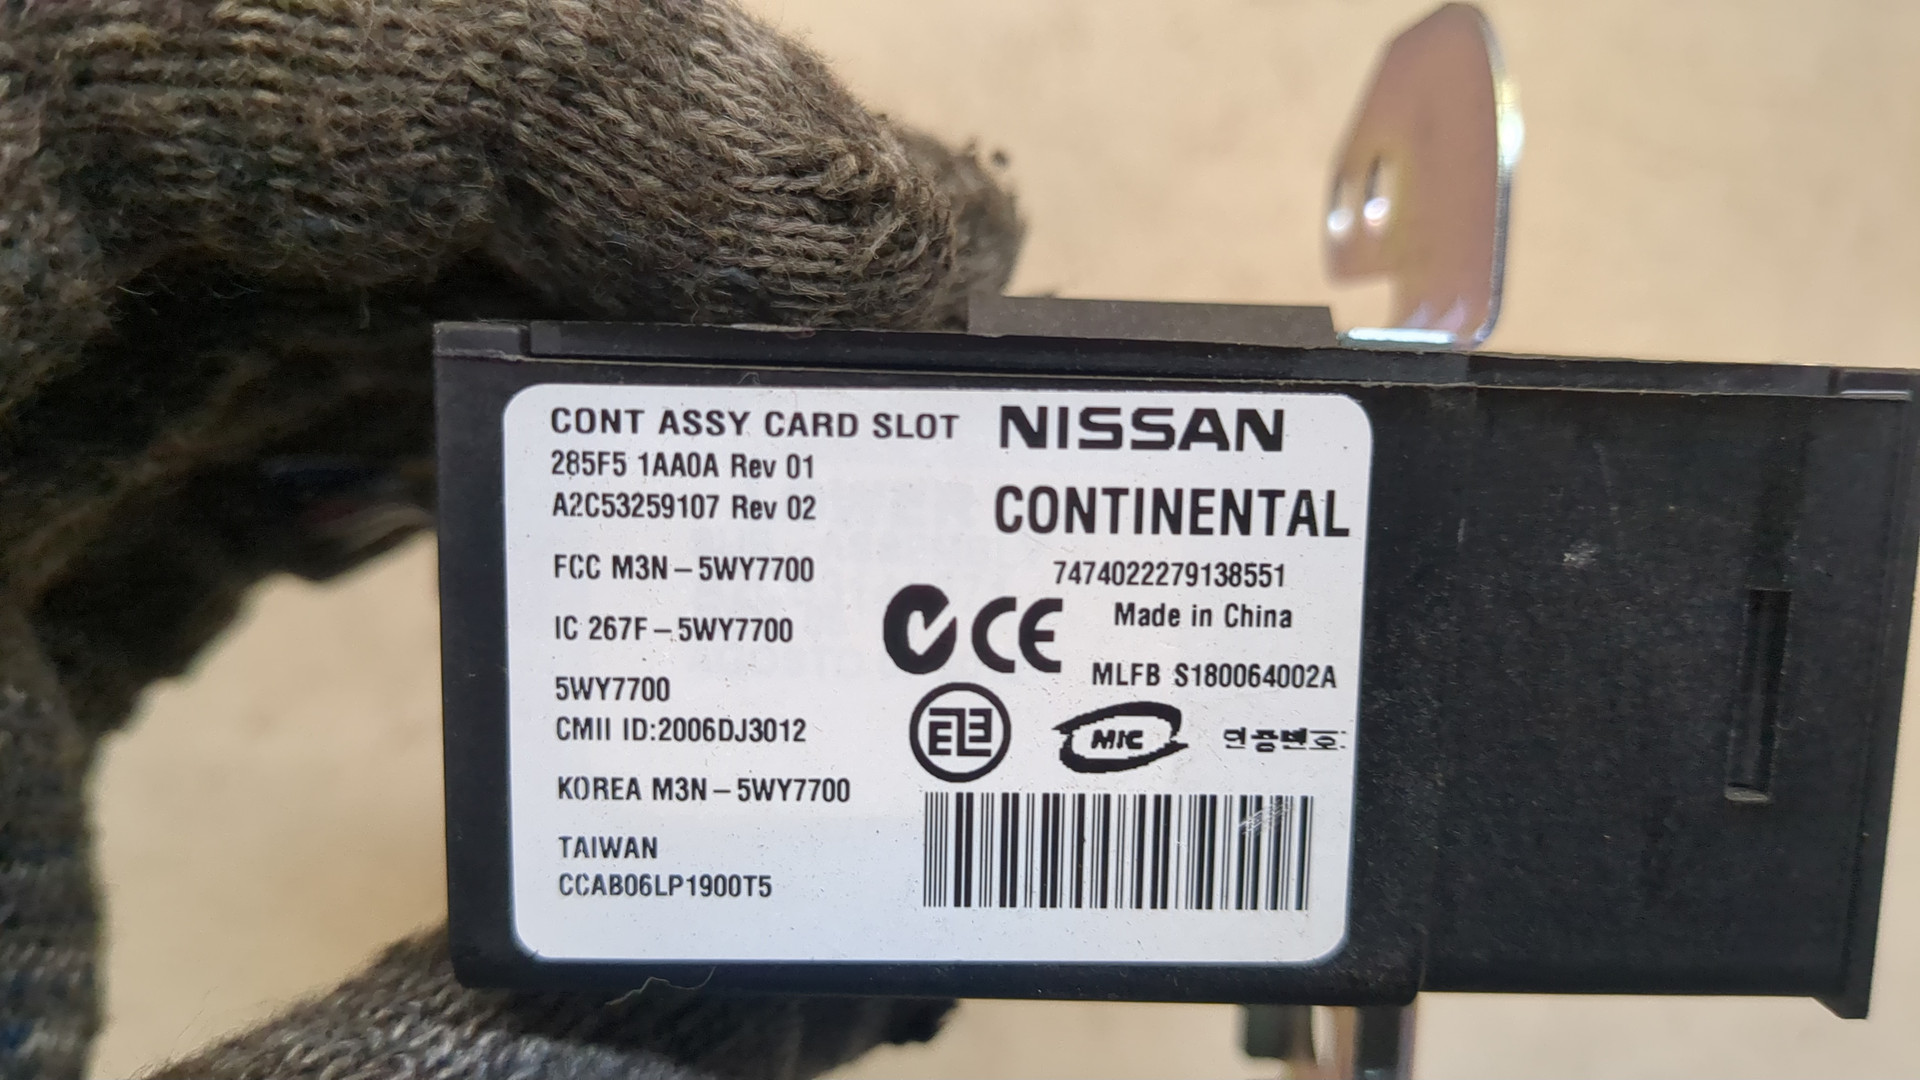 CONT ASSY CARD SLOT
285F5 1AA0A Rev 01
A2C53259107 Rev 02
FCC M3N-5WY7700
IC 267F-5WY7700
5WY7700
CMII ID:2006DJ3012
KOREA M3N-5WY7700
TAIWAN
CCAB06LP1900T5
NISSAN
CONTINENTAL
7474022279138551
Made in China
CE
MLFB S180064002A
MIC